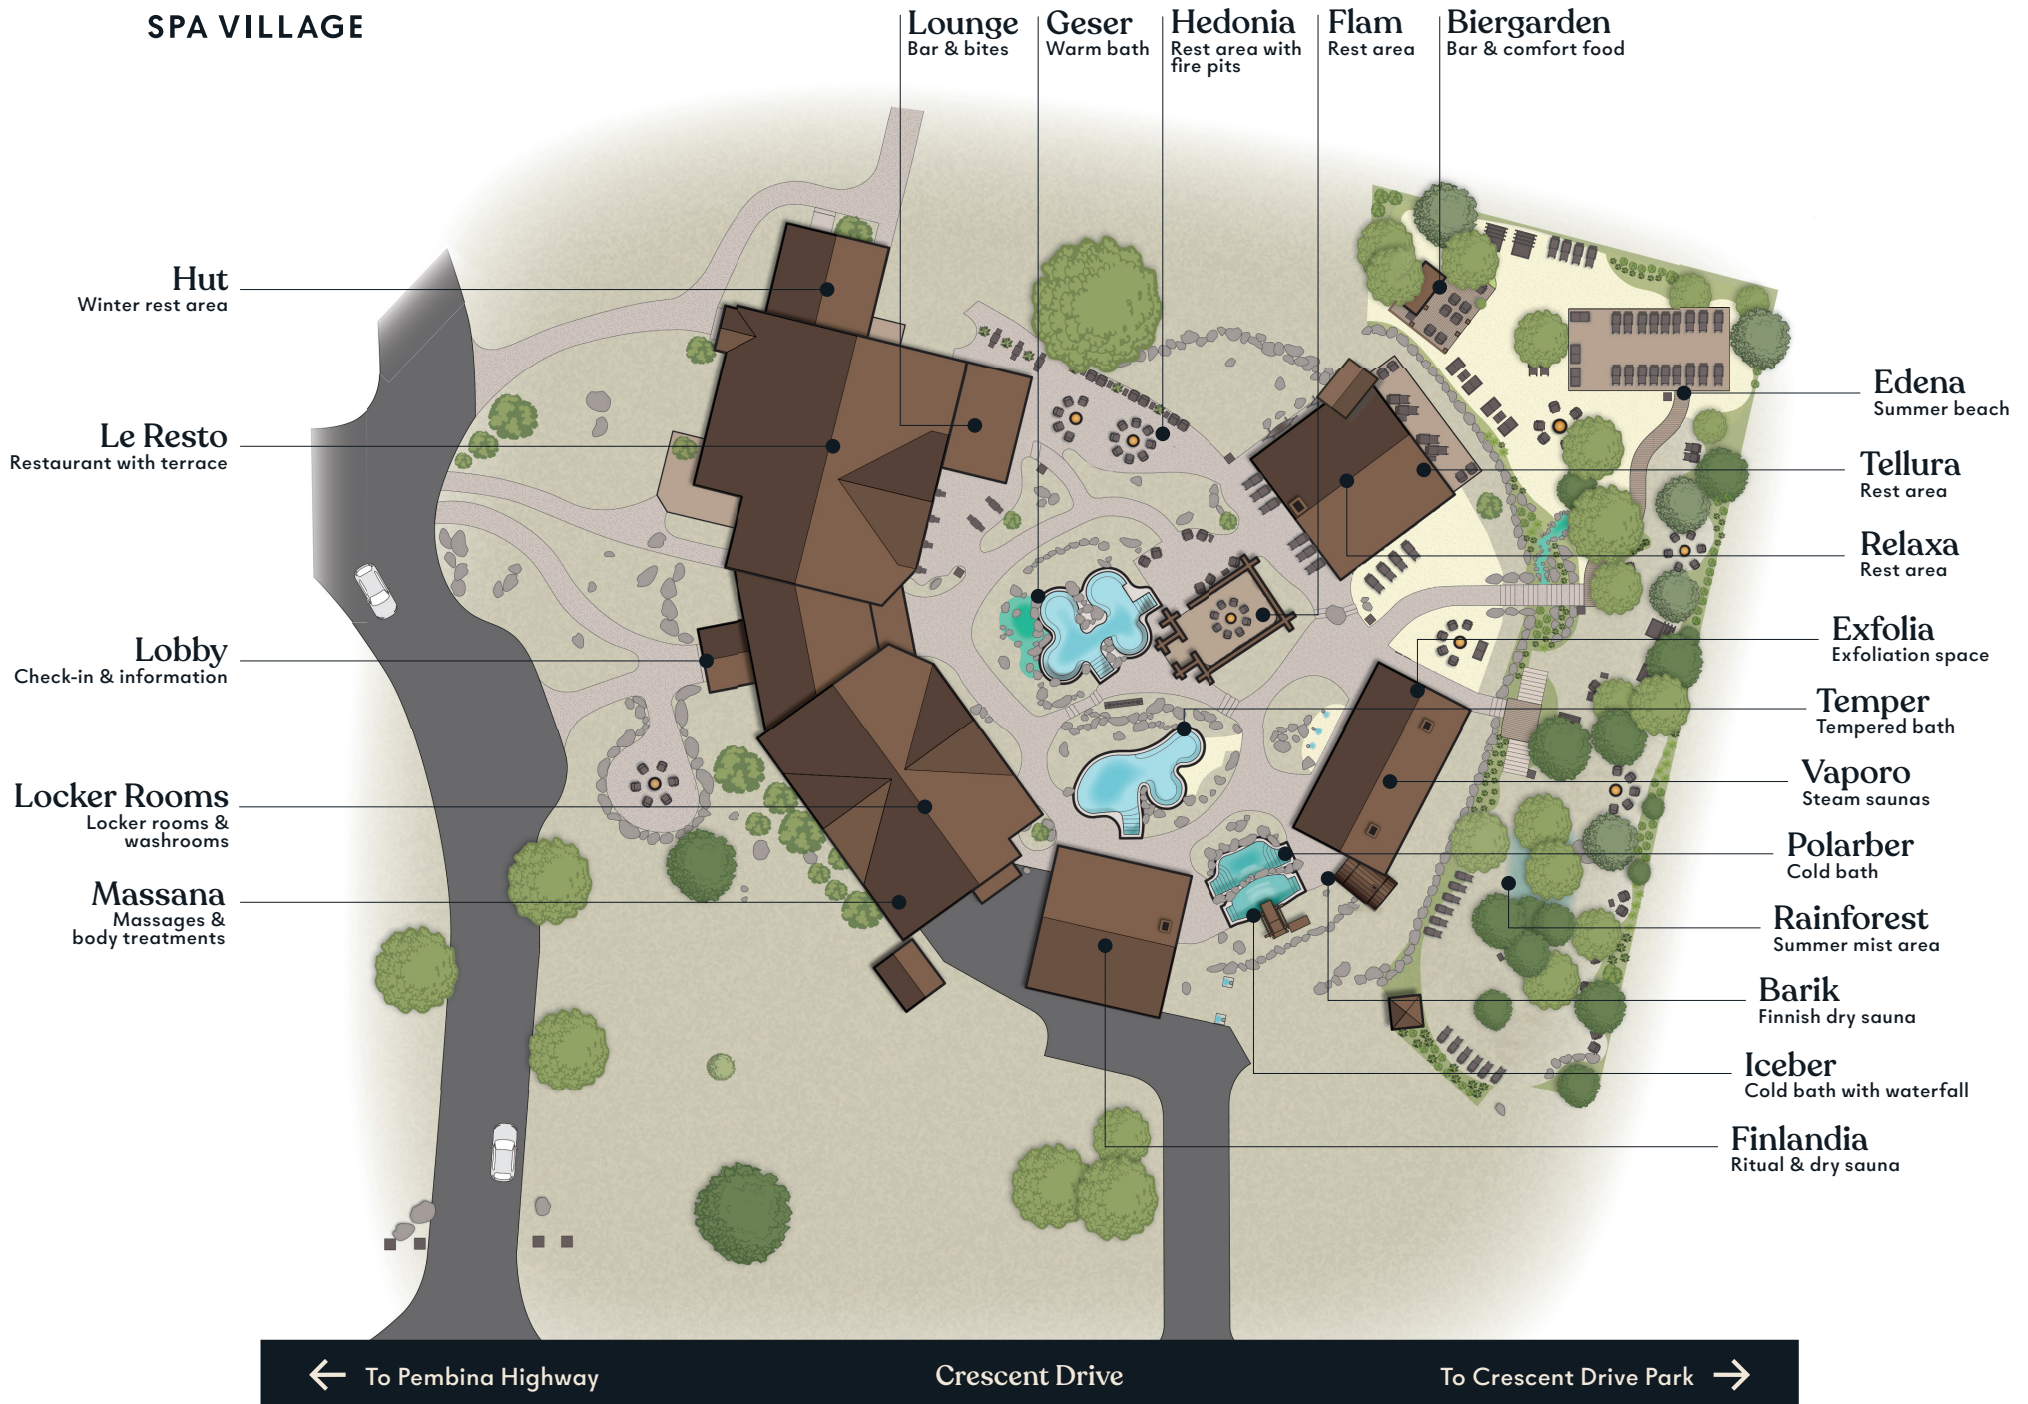 SPA VILLAGE
Lounge
Bar & bites
Geser
Warm bath
Hedonia
Rest area with
fire pits
Flam
Rest area
Biergarden
Bar & comfort food
Hut
Winter rest area
Le Resto
Restaurant with terrace
Lobby
Check-in & information
Locker Rooms
Locker rooms &
washrooms
Massana
Massages &
body treatments
Edena
Summer beach
Tellura
Rest area
Relaxa
Rest area
Exfolia
Exfoliation space
Temper
Tempered bath
Vaporo
Steam saunas
Polarber
Cold bath
Rainforest
Summer mist area
Barik
Finnish dry sauna
Iceber
Cold bath with waterfall
Finlandia
Ritual & dry sauna
← To Pembina Highway
Crescent Drive
To Crescent Drive Park →